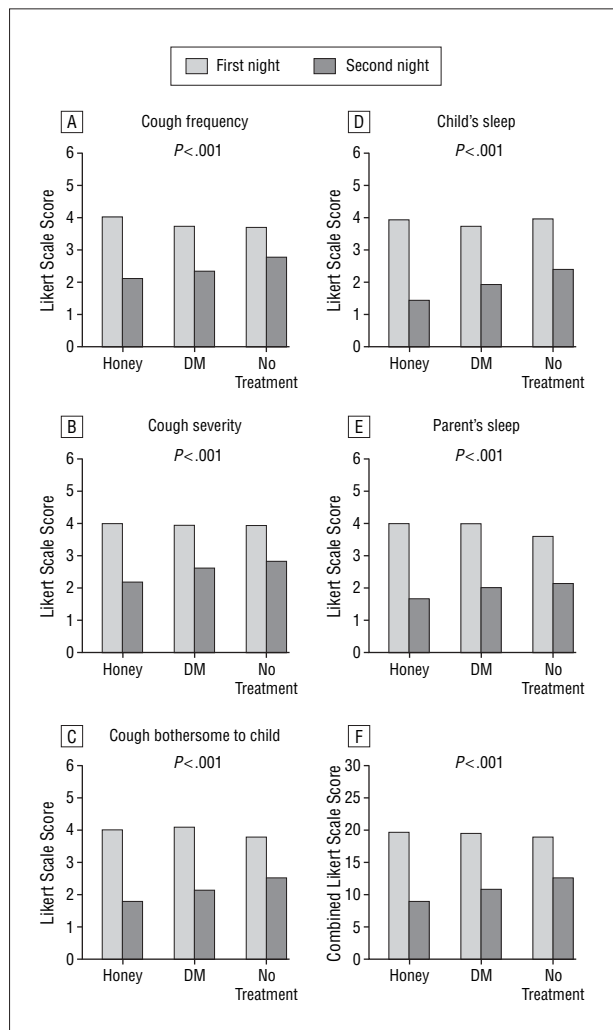 First night Second night
A Cough frequency
P<.001
Likert Scale Score
6
5
4
3
2
1
0
Honey DM No
Treatment
B Cough severity
P<.001
Likert Scale Score
6
5
4
3
2
1
0
Honey DM No
Treatment
C Cough bothersome to child
P<.001
Likert Scale Score
6
5
4
3
2
1
0
Honey DM No
Treatment
D Child’s sleep
P<.001
Likert Scale Score
6
5
4
3
2
1
0
Honey DM No
Treatment
E Parent’s sleep
P<.001
Likert Scale Score
6
5
4
3
2
1
0
Honey DM No
Treatment
F
P<.001
Combined Likert Scale Score
30
25
20
15
10
5
0
Honey DM No
Treatment